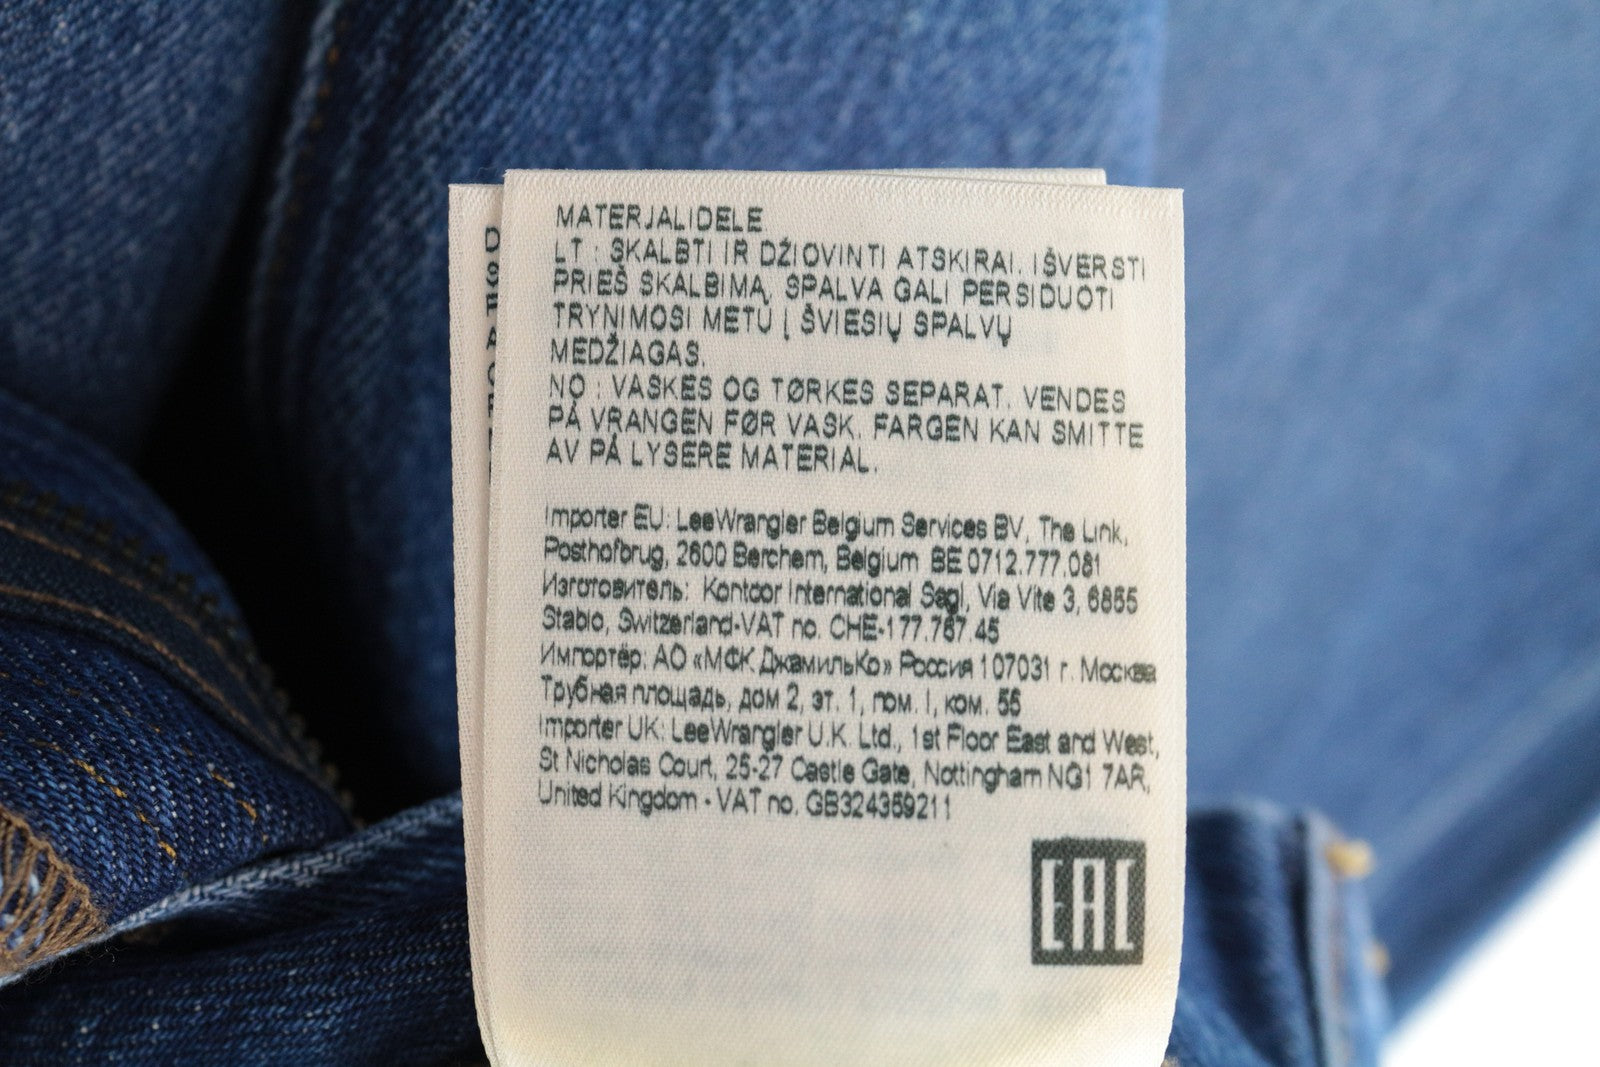 MATERJALIDELE
LT : SKALBTI IR DŽIOVINTI ATSKIRAI. IŠVERSTI
PRIEŠ SKALBIMĄ. SPALVA GALI PERSIDUOTI
TRYNIMOSI METU Į ŠVIESIŲ SPALVŲ
MEDŽIAGAS.
NO : VASKES OG TØRKES SEPARAT. VENDES
PÅ VRANGEN FØR VASK. FARGEN KAN SMITTE
AV PÅ LYSERE MATERIAL.
Importer EU: LeeWrangler Belgium Services BV, The Link,
Posthofbrug, 2600 Berchem, Belgium BE 0712.777.081
Изготовитель: Kontoor International Sagl, Via Vite 3, 6855
Stabio, Switzerland-VAT no. CHE-177.767.45
Импортёр: АО «МФК ДжамильКо» Россия 107031 г. Москва
Трубная площадь, дом 2, эт. 1, пом. I, ком. 55
Importer UK: LeeWrangler U.K. Ltd., 1st Floor East and West,
St Nicholas Court, 25-27 Castle Gate, Nottingham NG1 7AR,
United Kingdom - VAT no. GB324359211
EAC